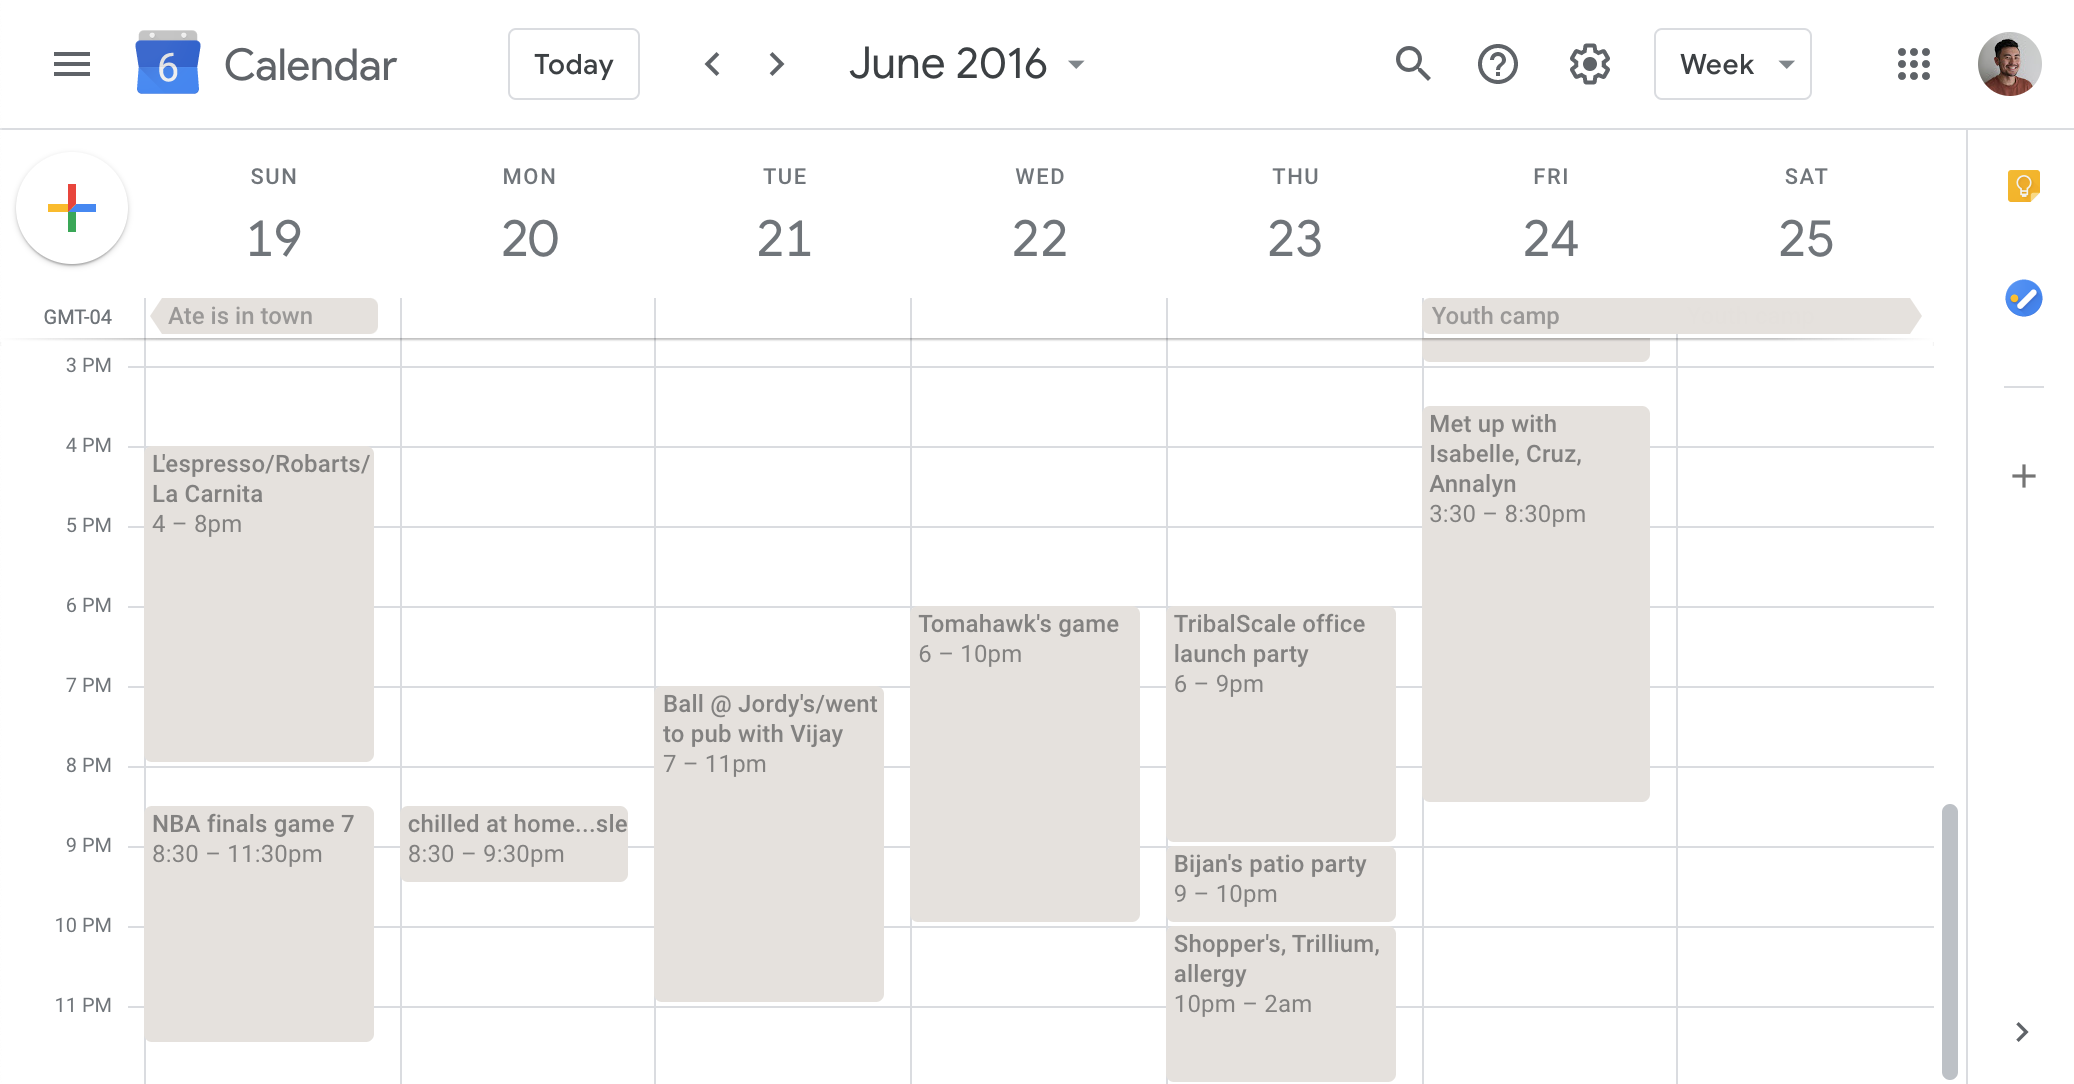 6 Calendar Today June 2016 Week
SUN MON TUE WED THU FRI SAT
19 20 21 22 23 24 25
GMT-04 Ate is in town Youth camp
3 PM
4 PM
5 PM
6 PM
7 PM
8 PM
9 PM
10 PM
11 PM
L'espresso/Robarts/
La Carnita
4 – 8pm
NBA finals game 7
8:30 – 11:30pm
chilled at home...sle
8:30 – 9:30pm
Ball @ Jordy's/went
to pub with Vijay
7 – 11pm
Tomahawk's game
6 – 10pm
TribalScale office
launch party
6 – 9pm
Bijan's patio party
9 – 10pm
Shopper's, Trillium,
allergy
10pm – 2am
Met up with
Isabelle, Cruz,
Annalyn
3:30 – 8:30pm